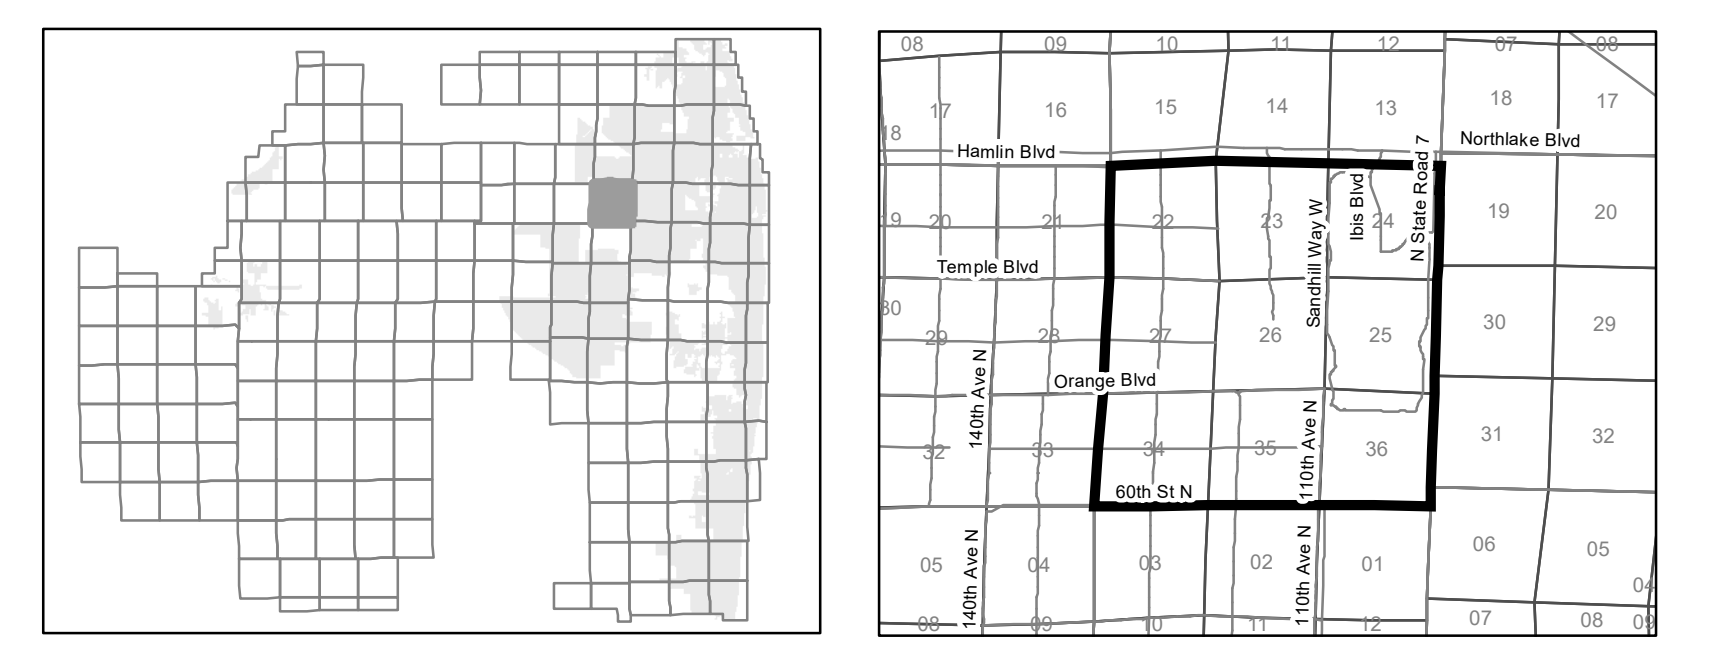 08 09 10 11 12 07 08
17 16 15 14 13 18 17
18
Hamlin Blvd
Northlake Blvd
N State Road 7
Ibis Blvd
Sandhill Way W
19 20 21 22 23 24 19 20
Temple Blvd
30 29 28 27 26 25 30 29
140th Ave N
Orange Blvd
110th Ave N
32 33 34 35 36 31 32
60th St N
140th Ave N
110th Ave N
05 04 03 02 01 06 05
04
08 09 10 11 12 07 08 09